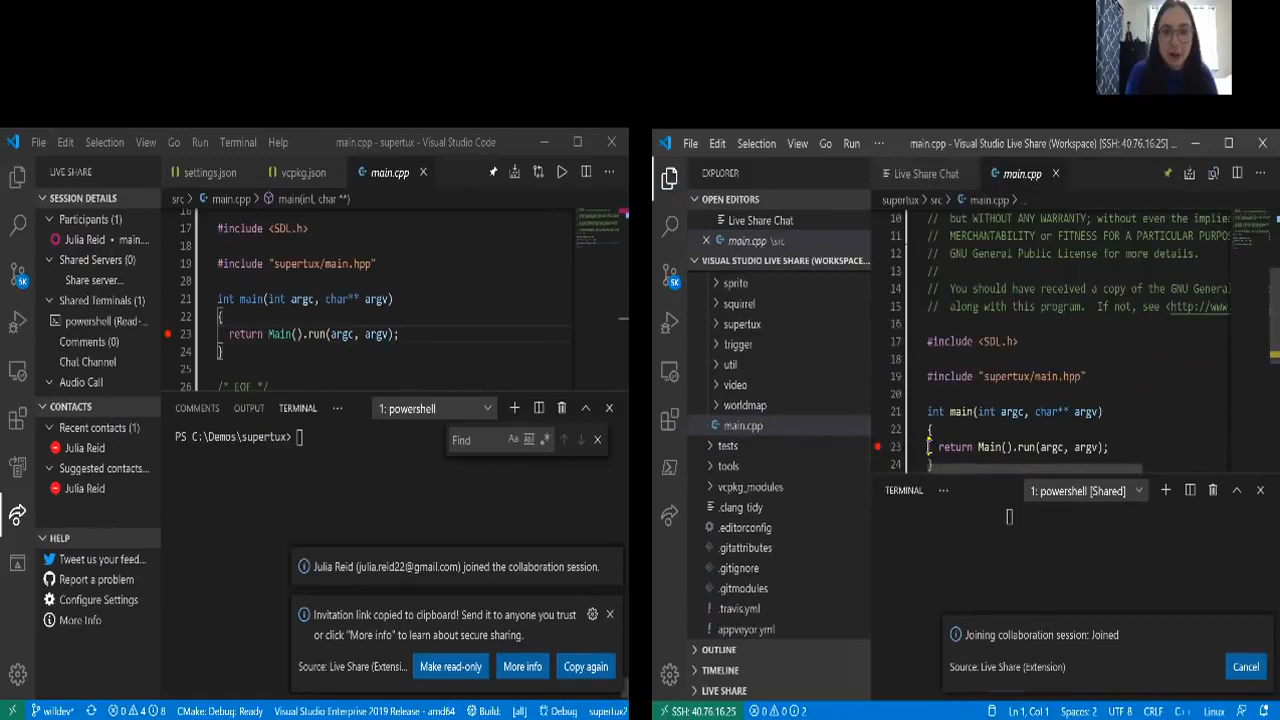 File Edit Selection View Go Run Terminal Help main.cpp - supertux - Visual Studio Code
LIVE SHARE
settings.json vcpkg.json main.cpp
SESSION DETAILS
src > main.cpp > main(int, char **)
Participants (1)
Julia Reid • main...
Shared Servers (0)
Share server...
Shared Terminals (1)
powershell (Read-...
Comments (0)
Chat Channel
Audio Call
CONTACTS
Recent contacts (1)
Julia Reid
Suggested contacts...
Julia Reid
HELP
Tweet us your feed...
Report a problem
Configure Settings
More Info
5K
16
17 #include <SDL.h>
18
19 #include "supertux/main.hpp"
20
21 int main(int argc, char** argv)
22 {
23 return Main().run(argc, argv);
24 }
25
26 /* EOF */
COMMENTS OUTPUT TERMINAL ... 1: powershell
PS C:\Demos\supertux>
Find Aa
Julia Reid (julia.reid22@gmail.com) joined the collaboration session.
Invitation link copied to clipboard! Send it to anyone you trust
or click "More info" to learn about secure sharing.
Source: Live Share (Extensi... Make read-only More info Copy again
willdev* 0 4 8 CMake: Debug: Ready Visual Studio Enterprise 2019 Release - amd64 Build: [all] Debug supertux2
File Edit Selection View Go Run ... main.cpp - Visual Studio Live Share (Workspace) [SSH: 40.76.16.25]
EXPLORER
Live Share Chat main.cpp
OPEN EDITORS
supertux > src > main.cpp > ...
Live Share Chat
main.cpp \src
VISUAL STUDIO LIVE SHARE (WORKSPACE...
5K
sprite
squirrel
supertux
trigger
util
video
worldmap
main.cpp
tests
tools
vcpkg_modules
.clang tidy
.editorconfig
.gitattributes
.gitignore
.gitmodules
.travis.yml
appveyor.yml
OUTLINE
TIMELINE
LIVE SHARE
10 // but WITHOUT ANY WARRANTY; without even the implied
11 // MERCHANTABILITY or FITNESS FOR A PARTICULAR PURPOS
12 // GNU General Public License for more details.
13 //
14 // You should have received a copy of the GNU General
15 // along with this program. If not, see <http://www.
16
17 #include <SDL.h>
18
19 #include "supertux/main.hpp"
20
21 int main(int argc, char** argv)
22 {
23 return Main().run(argc, argv);
24 }
TERMINAL ... 1: powershell [Shared]
Joining collaboration session: Joined
Source: Live Share (Extension) Cancel
SSH: 40.76.16.25 0 0 2 Ln 1, Col 1 Spaces: 2 UTF 8 CRLF C++ Linux